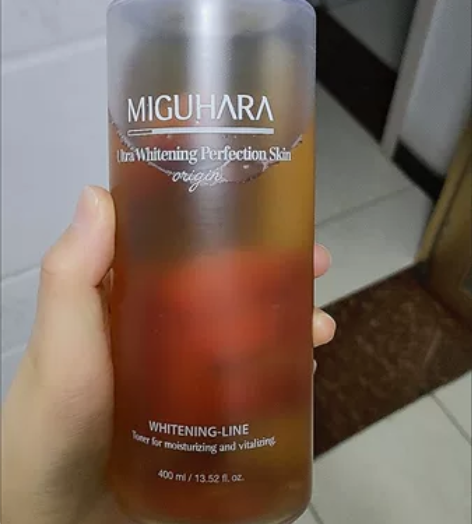 MIGUHARA
Ultra Whitening Perfection Skin
origin
WHITENING-LINE
Toner for moisturizing and vitalizing.
400 ml / 13.52 fl. oz.